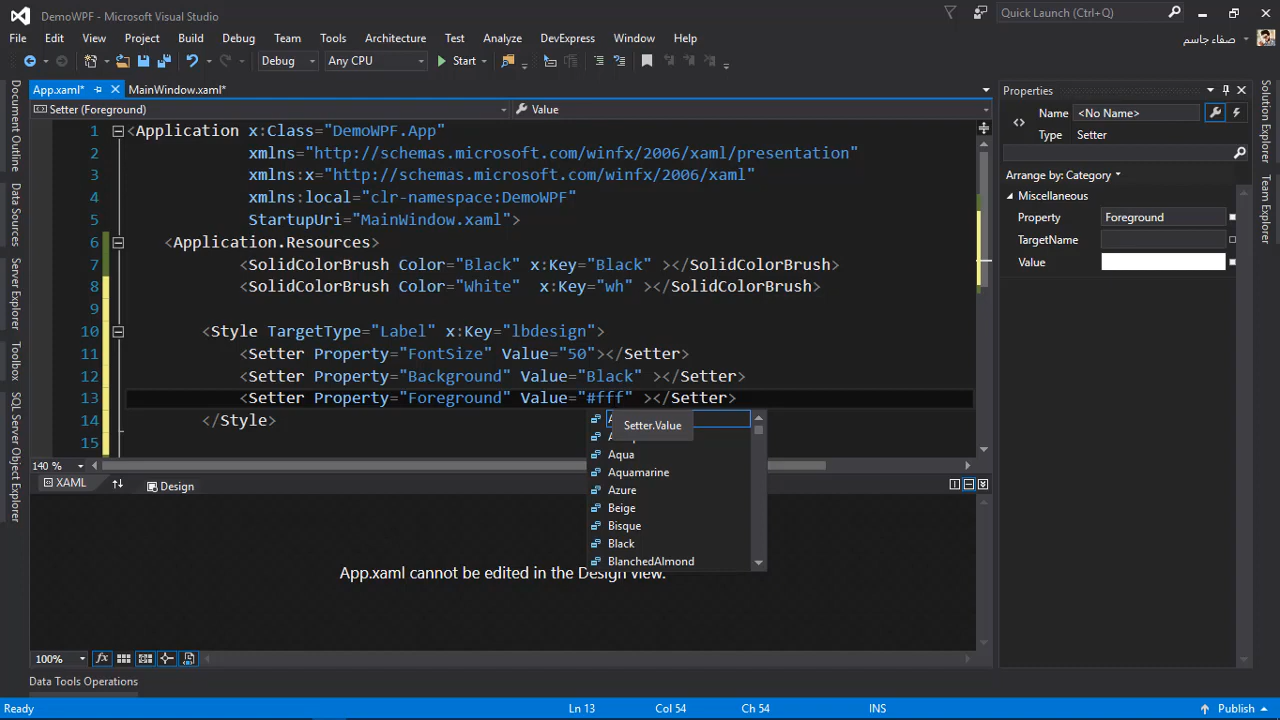 DemoWPF - Microsoft Visual Studio
Quick Launch (Ctrl+Q)
File Edit View Project Build Debug Team Tools Architecture Test Analyze DevExpress Window Help
صفاء جاسم
Debug Any CPU Start
App.xaml* MainWindow.xaml*
Setter (Foreground) Value
Document Outline
Data Sources
Server Explorer
Toolbox
SQL Server Object Explorer
1 <Application x:Class="DemoWPF.App"
2 xmlns="http://schemas.microsoft.com/winfx/2006/xaml/presentation"
3 xmlns:x="http://schemas.microsoft.com/winfx/2006/xaml"
4 xmlns:local="clr-namespace:DemoWPF"
5 StartupUri="MainWindow.xaml">
6 <Application.Resources>
7 <SolidColorBrush Color="Black" x:Key="Black" ></SolidColorBrush>
8 <SolidColorBrush Color="White"  x:Key="wh" ></SolidColorBrush>
9
10 <Style TargetType="Label" x:Key="lbdesign">
11 <Setter Property="FontSize" Value="50"></Setter>
12 <Setter Property="Background" Value="Black" ></Setter>
13 <Setter Property="Foreground" Value="#fff" ></Setter>
14 </Style>
15
Setter.Value
Aqua
Aquamarine
Azure
Beige
Bisque
Black
BlanchedAlmond
140 %
XAML Design
App.xaml cannot be edited in the Design view.
100%
Data Tools Operations
Properties
Name <No Name>
Type Setter
Arrange by: Category
Miscellaneous
Property Foreground
TargetName
Value
Solution Explorer
Team Explorer
Ready Ln 13 Col 54 Ch 54 INS Publish